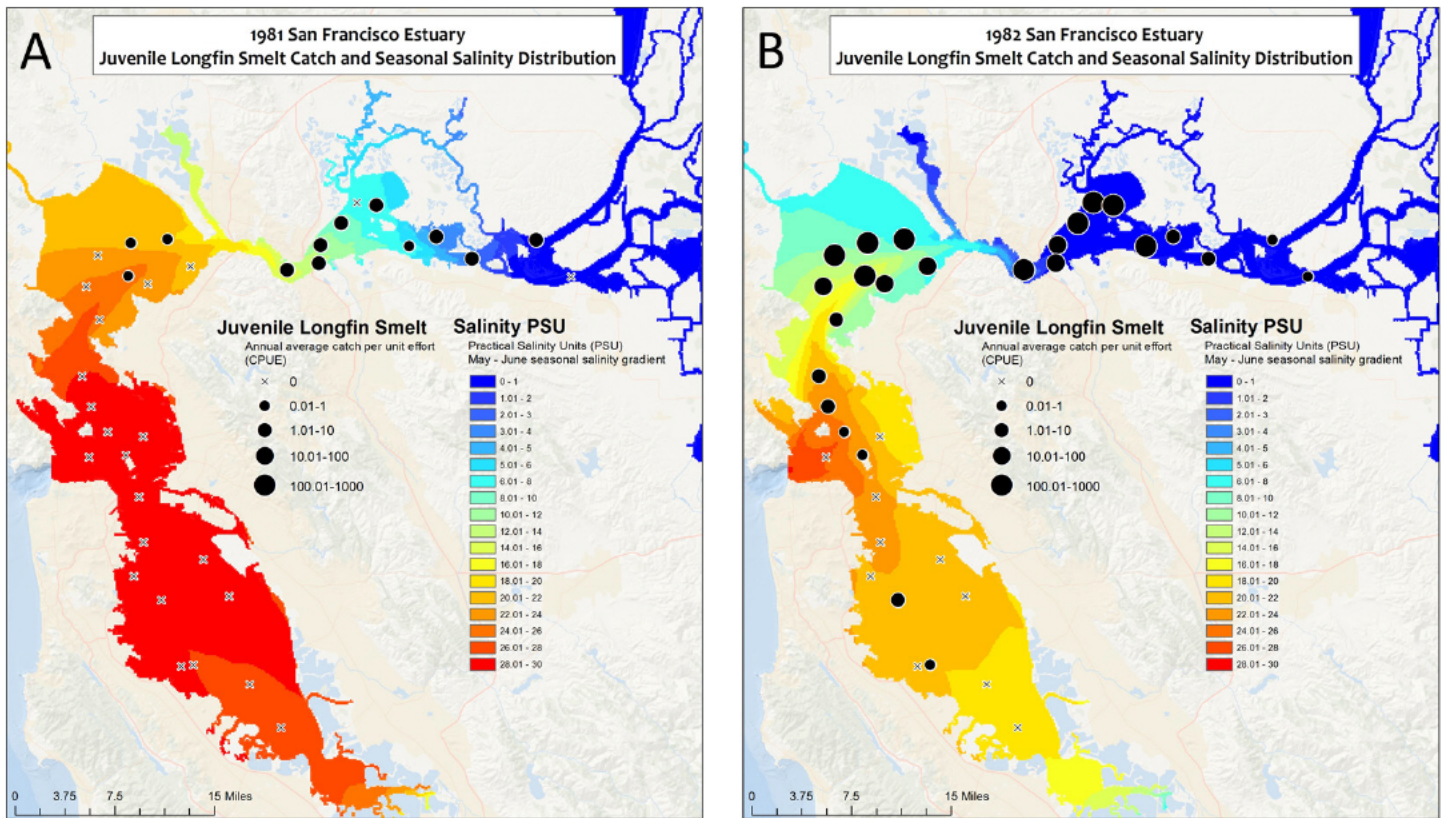 A
1981 San Francisco Estuary
Juvenile Longfin Smelt Catch and Seasonal Salinity Distribution
Juvenile Longfin Smelt
Annual average catch per unit effort
(CPUE)
0
0.01-1
1.01-10
10.01-100
100.01-1000
Salinity PSU
Practical Salinity Units (PSU)
May - June seasonal salinity gradient
0 - 1
1.01 - 2
2.01 - 3
3.01 - 4
4.01 - 5
5.01 - 6
6.01 - 8
8.01 - 10
10.01 - 12
12.01 - 14
14.01 - 16
16.01 - 18
18.01 - 20
20.01 - 22
22.01 - 24
24.01 - 26
26.01 - 28
28.01 - 30
0 3.75 7.5 15 Miles
B
1982 San Francisco Estuary
Juvenile Longfin Smelt Catch and Seasonal Salinity Distribution
Juvenile Longfin Smelt
Annual average catch per unit effort
(CPUE)
0
0.01-1
1.01-10
10.01-100
100.01-1000
Salinity PSU
Practical Salinity Units (PSU)
May - June seasonal salinity gradient
0 - 1
1.01 - 2
2.01 - 3
3.01 - 4
4.01 - 5
5.01 - 6
6.01 - 8
8.01 - 10
10.01 - 12
12.01 - 14
14.01 - 16
16.01 - 18
18.01 - 20
20.01 - 22
22.01 - 24
24.01 - 26
26.01 - 28
28.01 - 30
0 3.75 7.5 15 Miles